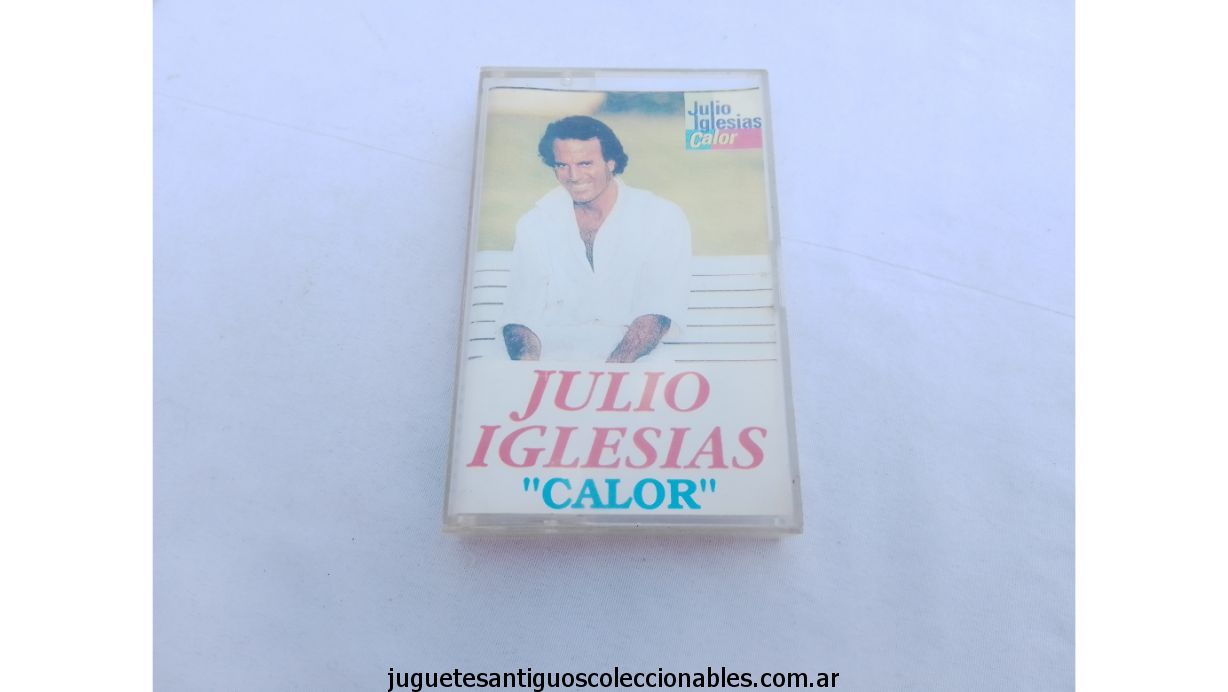 Julio
Iglesias
Calor
JULIO
IGLESIAS
"CALOR"
juguetesantiguoscoleccionables.com.ar